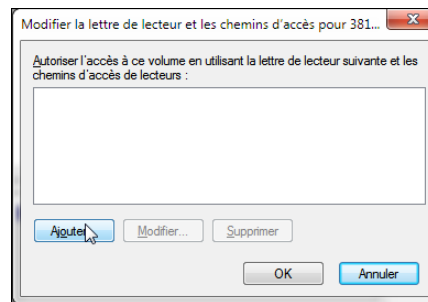 Modifier la lettre de lecteur et les chemins d'accès pour 381...
Autoriser l'accès à ce volume en utilisant la lettre de lecteur suivante et les
chemins d'accès de lecteurs :
Ajouter...
Modifier...
Supprimer
OK
Annuler